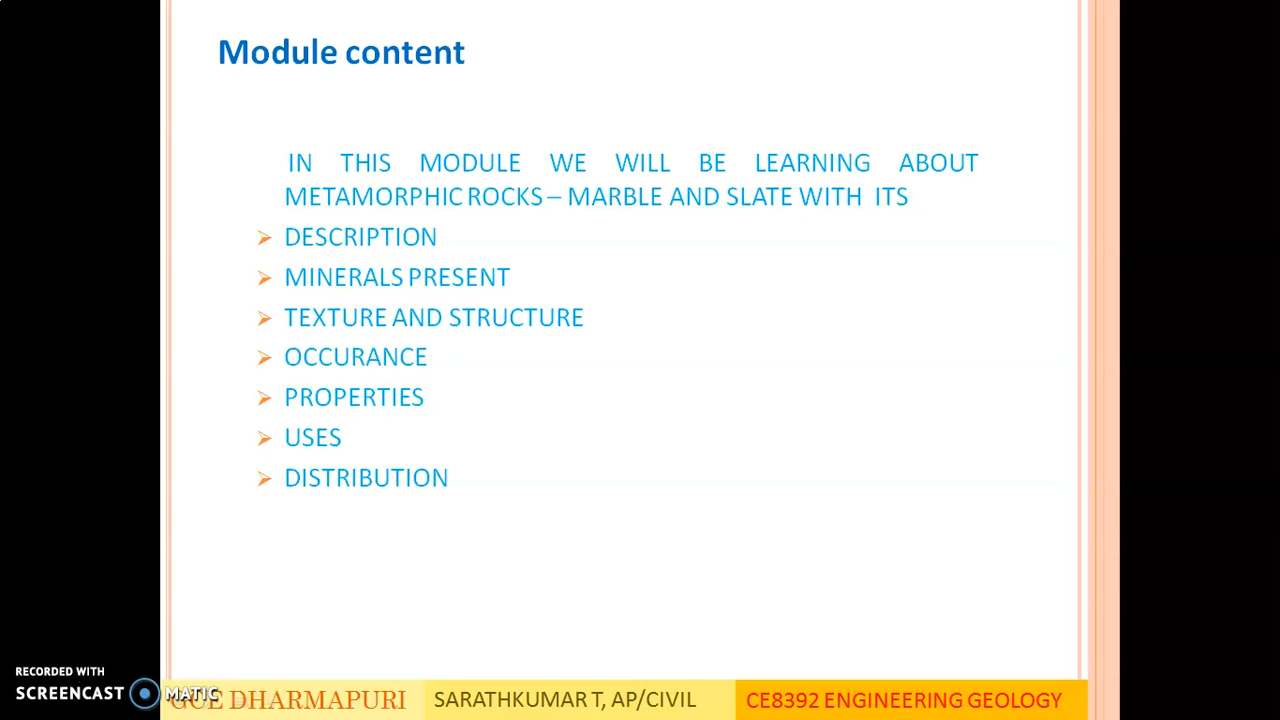 Module content
IN THIS MODULE WE WILL BE LEARNING ABOUT
METAMORPHIC ROCKS – MARBLE AND SLATE WITH ITS
DESCRIPTION
MINERALS PRESENT
TEXTURE AND STRUCTURE
OCCURANCE
PROPERTIES
USES
DISTRIBUTION
RECORDED WITH
SCREENCAST MATIC
GCE DHARMAPURI
SARATHKUMAR T, AP/CIVIL
CE8392 ENGINEERING GEOLOGY